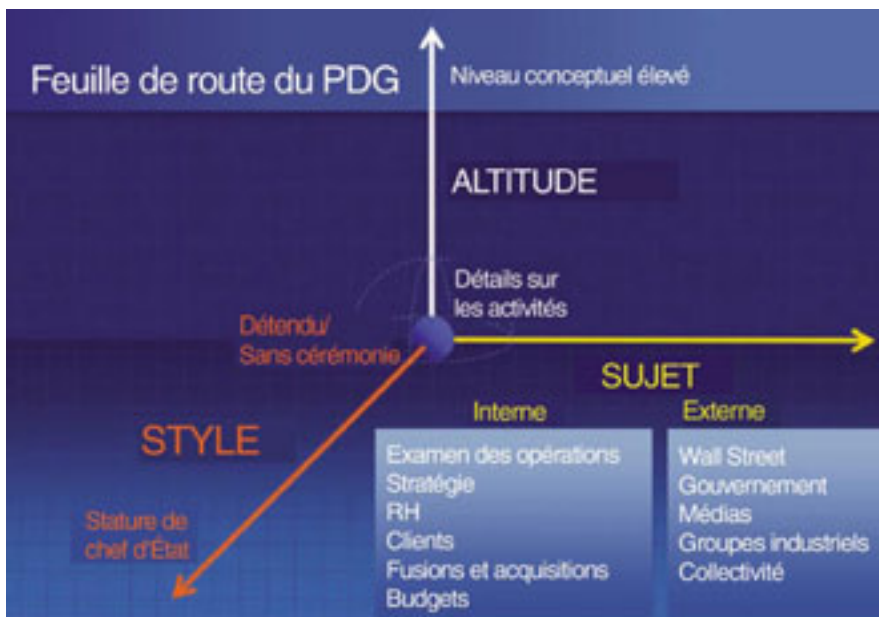 Feuille de route du PDG
Niveau conceptuel élevé
ALTITUDE
Détails sur
les activités
Détendu/
Sans cérémonie
SUJET
Interne
Externe
STYLE
Stature de
chef d'État
Examen des opérations
Stratégie
RH
Clients
Fusions et acquisitions
Budgets
Wall Street
Gouvernement
Médias
Groupes industriels
Collectivité